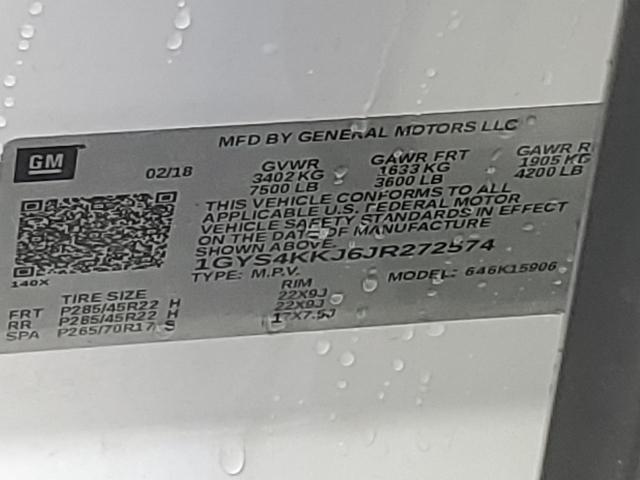 MFD BY GENERAL MOTORS LLC
GM
02/18
GVWR GAWR FRT GAWR R
3402 KG 1633 KG 1905 KG
7500 LB 3600 LB 4200 LB
THIS VEHICLE CONFORMS TO ALL
APPLICABLE U.S. FEDERAL MOTOR
VEHICLE SAFETY STANDARDS IN EFFECT
ON THE DATE OF MANUFACTURE
SHOWN ABOVE.
1GYS4KKJ6JR272574
140X
TYPE: M.P.V. MODEL: 646K15906
TIRE SIZE RIM
FRT P285/45R22 H 22X9J
RR P285/45R22 H 22X9J
SPA P265/70R17 S 17X7.5J